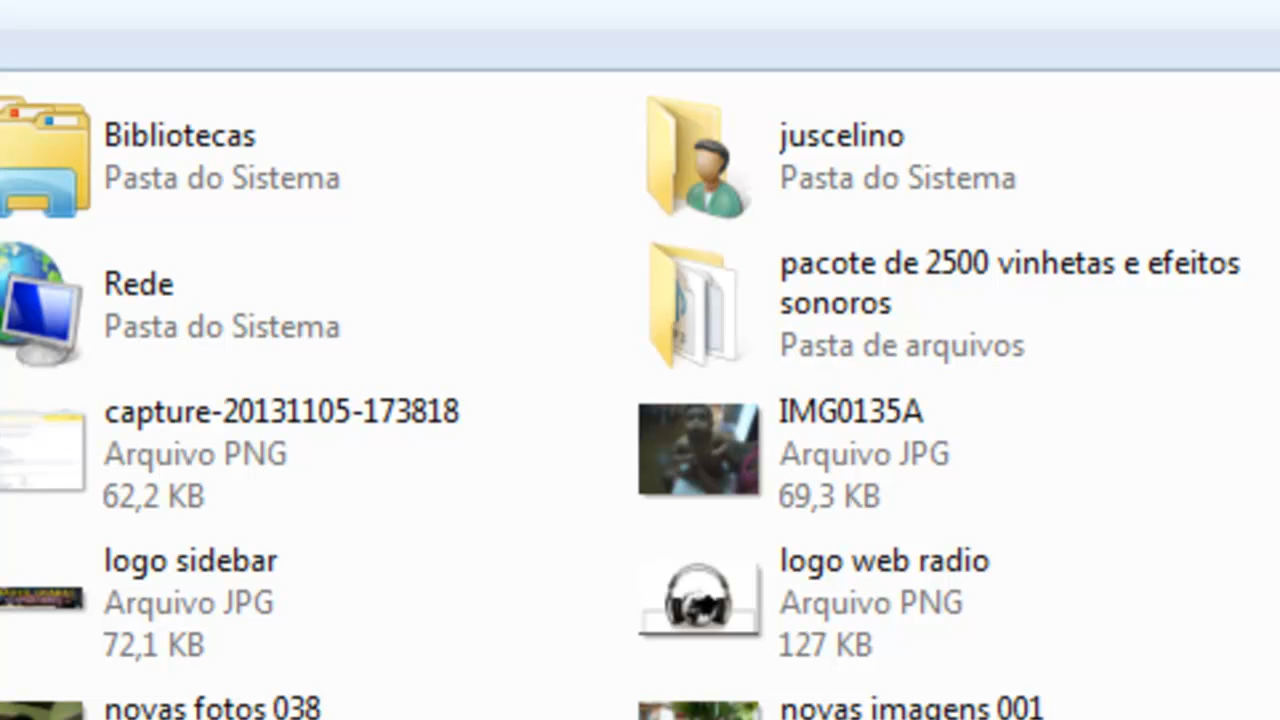 Bibliotecas
Pasta do Sistema
juscelino
Pasta do Sistema
Rede
Pasta do Sistema
pacote de 2500 vinhetas e efeitos
sonoros
Pasta de arquivos
capture-20131105-173818
Arquivo PNG
62,2 KB
IMG0135A
Arquivo JPG
69,3 KB
logo sidebar
Arquivo JPG
72,1 KB
logo web radio
Arquivo PNG
127 KB
novas fotos 038
novas imagens 001